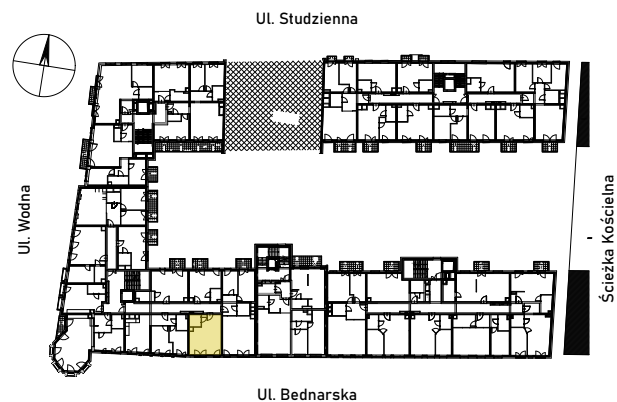 Ul. Studzienna
Ul. Wodna
Ścieżka Kościelna
Ul. Bednarska